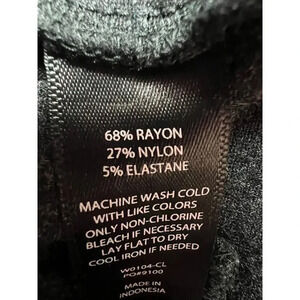 68% RAYON
27% NYLON
5% ELASTANE
MACHINE WASH COLD
WITH LIKE COLORS
ONLY NON-CHLORINE
BLEACH IF NECESSARY
LAY FLAT TO DRY
COOL IRON IF NEEDED
W0104-CL
PO#9100
MADE IN
INDONESIA